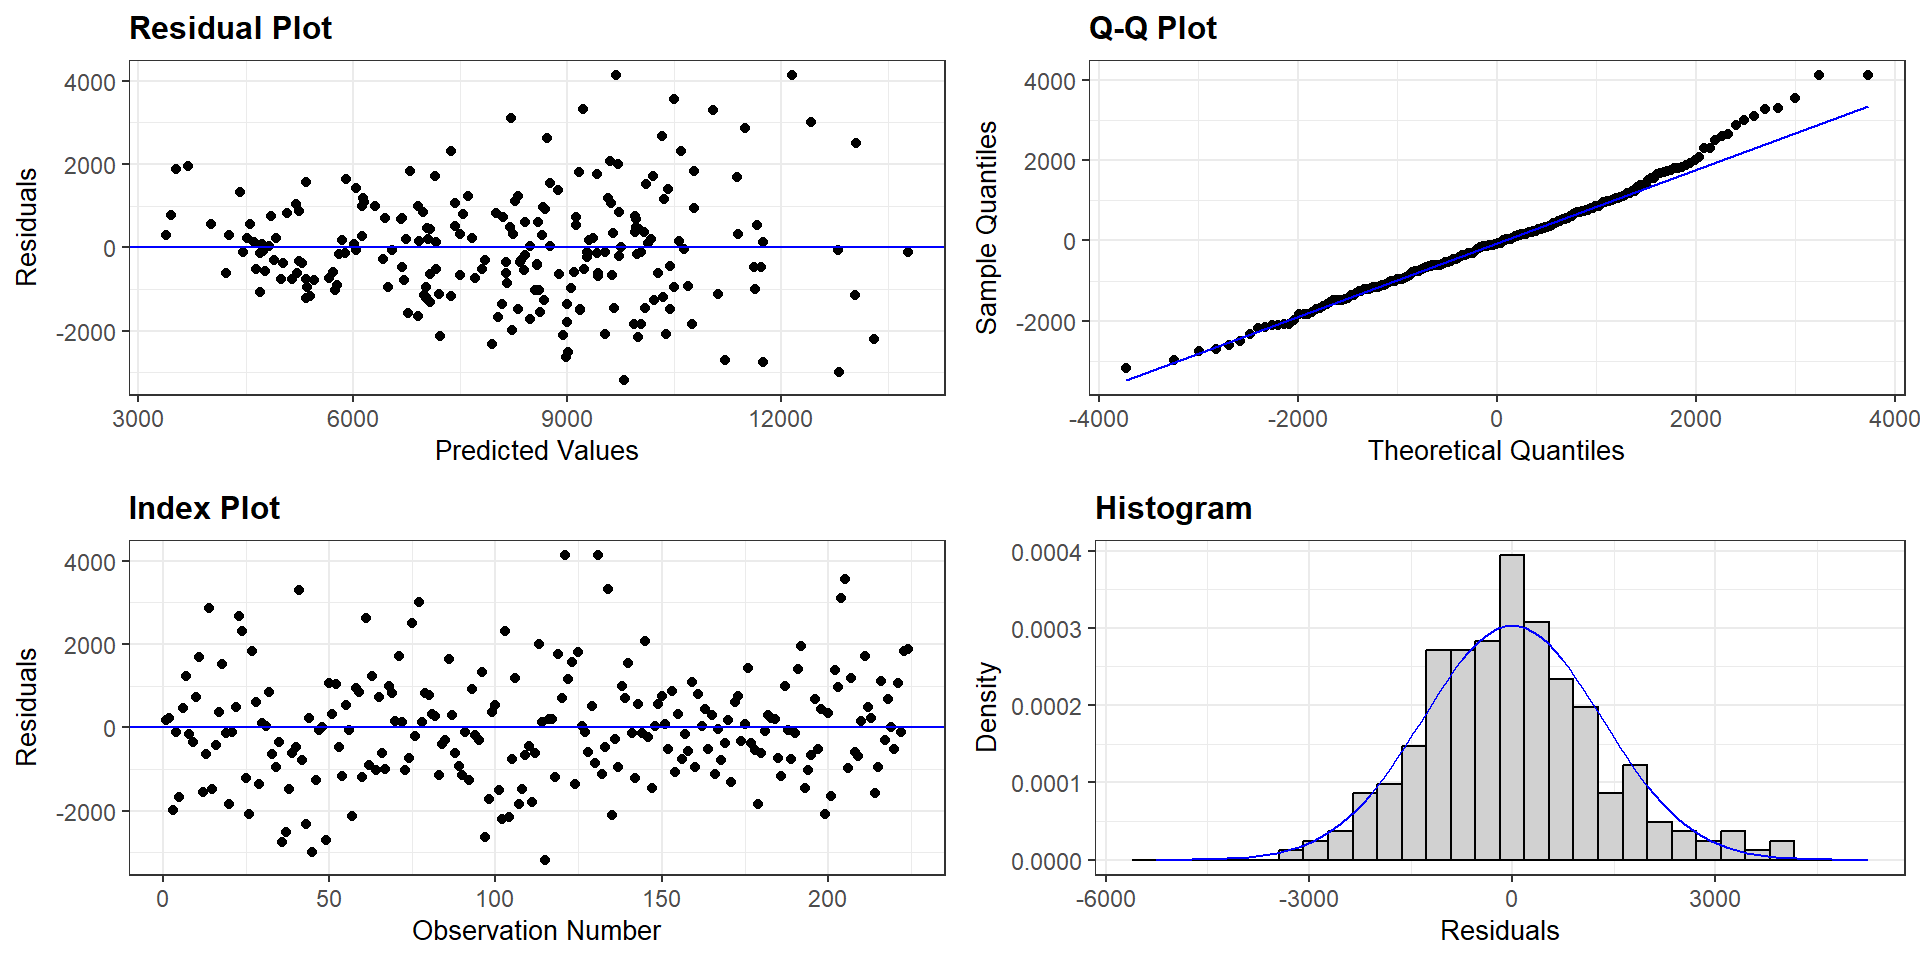 Residual Plot
4000
2000
0
-2000
Residuals
3000 6000 9000 12000
Predicted Values
Q-Q Plot
4000
2000
0
-2000
Sample Quantiles
-4000 -2000 0 2000 4000
Theoretical Quantiles
Index Plot
4000
2000
0
-2000
Residuals
0 50 100 150 200
Observation Number
Histogram
0.0004
0.0003
0.0002
0.0001
0.0000
Density
-6000 -3000 0 3000
Residuals